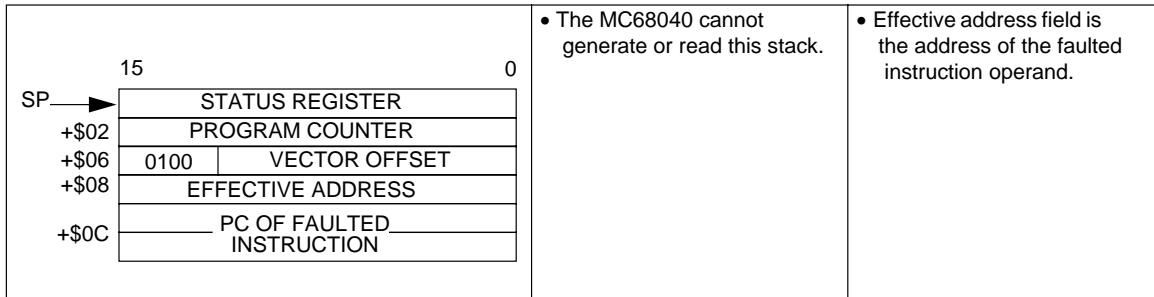 15 0
SP STATUS REGISTER
+$02 PROGRAM COUNTER
+$06 0100 VECTOR OFFSET
+$08 EFFECTIVE ADDRESS
+$0C PC OF FAULTED
INSTRUCTION
• The MC68040 cannot
generate or read this stack.
• Effective address field is
the address of the faulted
instruction operand.